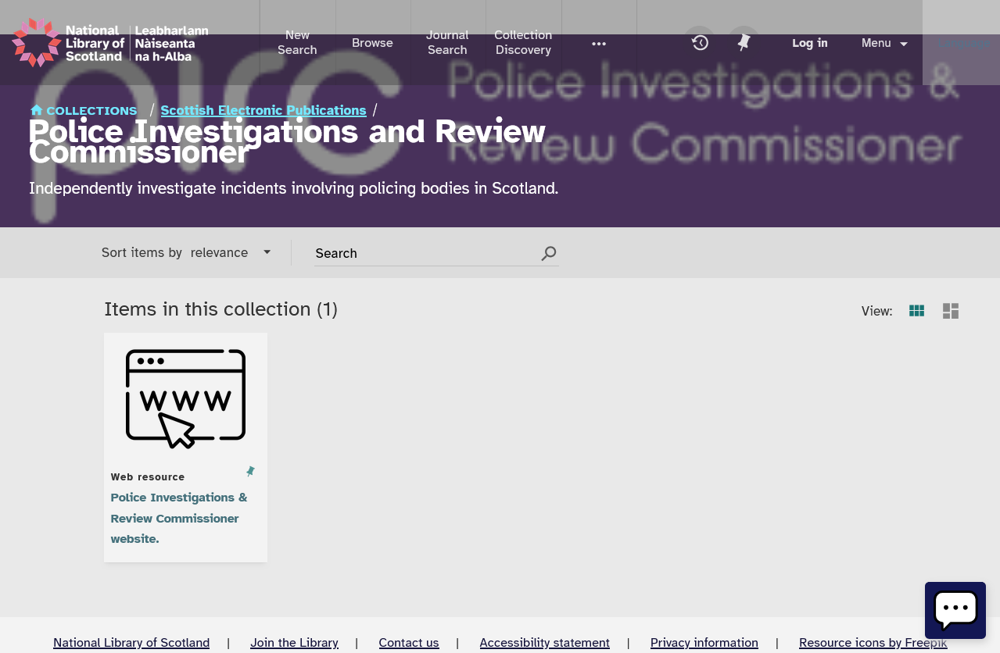 National
Library of
Scotland
Leabharlann
Nàiseanta
na h-Alba
New
Search
Browse
Journal
Search
Collection
Discovery
Log in
Menu
pirc
Police Investigations &
Review Commissioner
COLLECTIONS / Scottish Electronic Publications /
Police Investigations and Review
Commissioner
Independently investigate incidents involving policing bodies in Scotland.
Sort items by relevance
Search
Items in this collection (1)
View:
WWW
Web resource
Police Investigations &
Review Commissioner
website.
National Library of Scotland | Join the Library | Contact us | Accessibility statement | Privacy information | Resource icons by Freepik